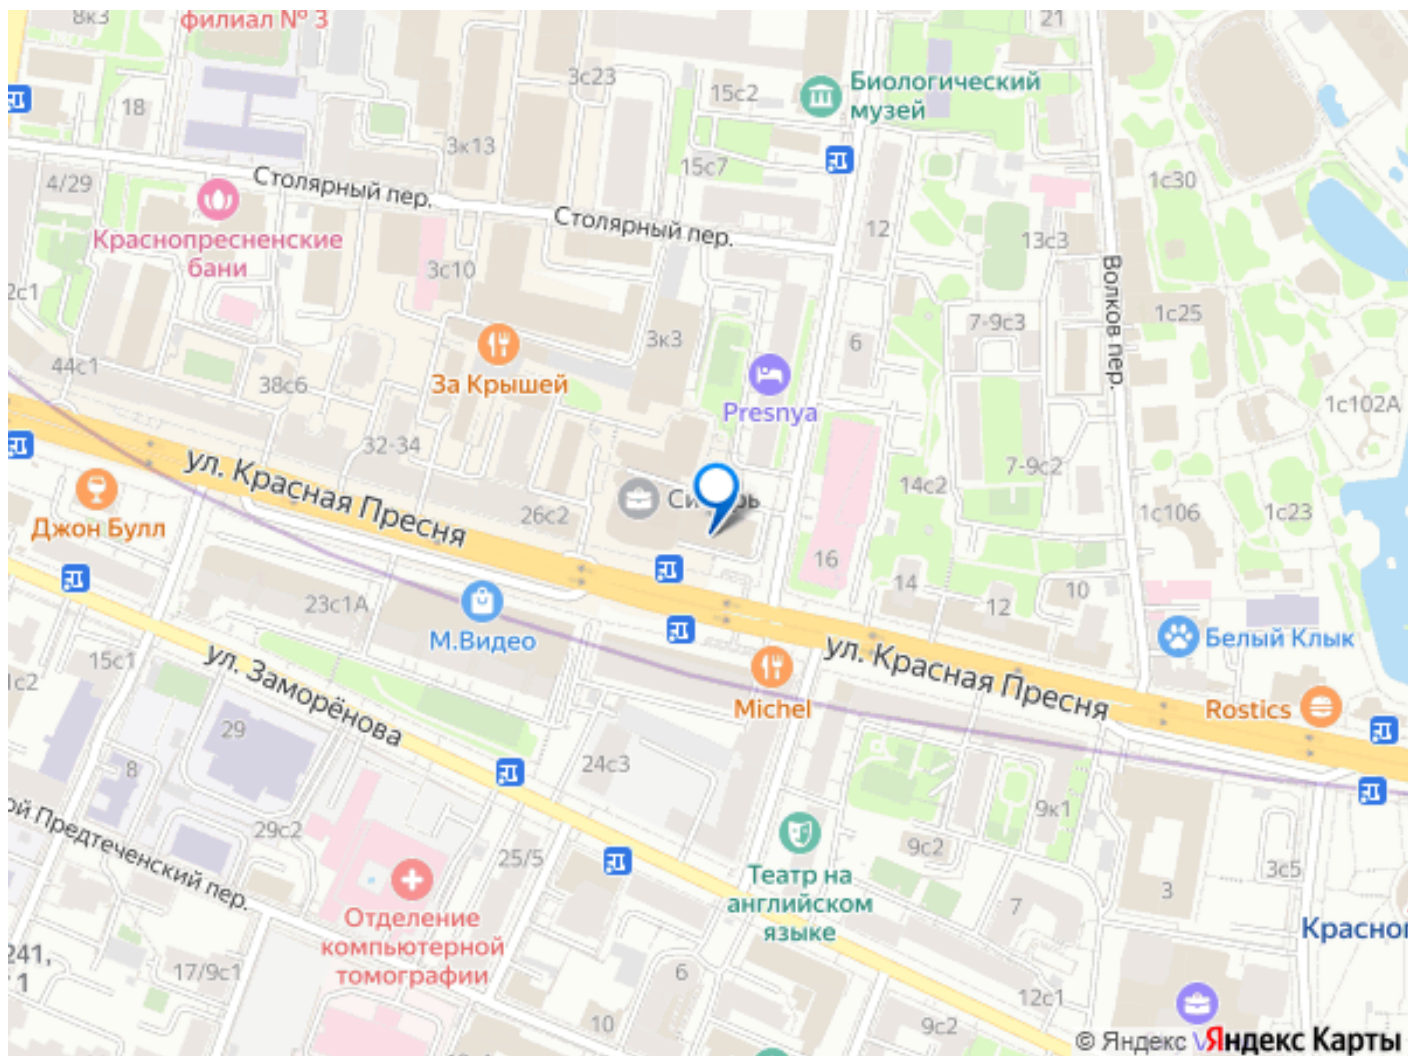 8к3
филиал № 3
21
3с23
15с2
Биологический
музей
18
3к13
15с7
4/29
Столярный пер.
Столярный пер.
1с30
12
13с3
Краснопресненские
бани
3с10
2с1
Волков пер.
1с25
7-9с3
3к3
6
44с1
38с6
За Крышей
Presnya
1с102А
32-34
ул. Красная Пресня
7-9с2
14с2
Джон Булл
26с2
1с106
1с23
16
14
12
10
23с1А
М.Видео
ул. Красная Пресня
Белый Клык
15с1
ул. Заморёнова
1с2
Michel
Rostics
29
24с3
8
9к1
ой Предтеченский пер.
29с2
25/5
9с2
3с5
3
Театр на
английском
языке
7
Отделение
компьютерной
томографии
241,
1
17/9с1
6
12с1
10
9с2
© Яндекс
Яндекс Карты